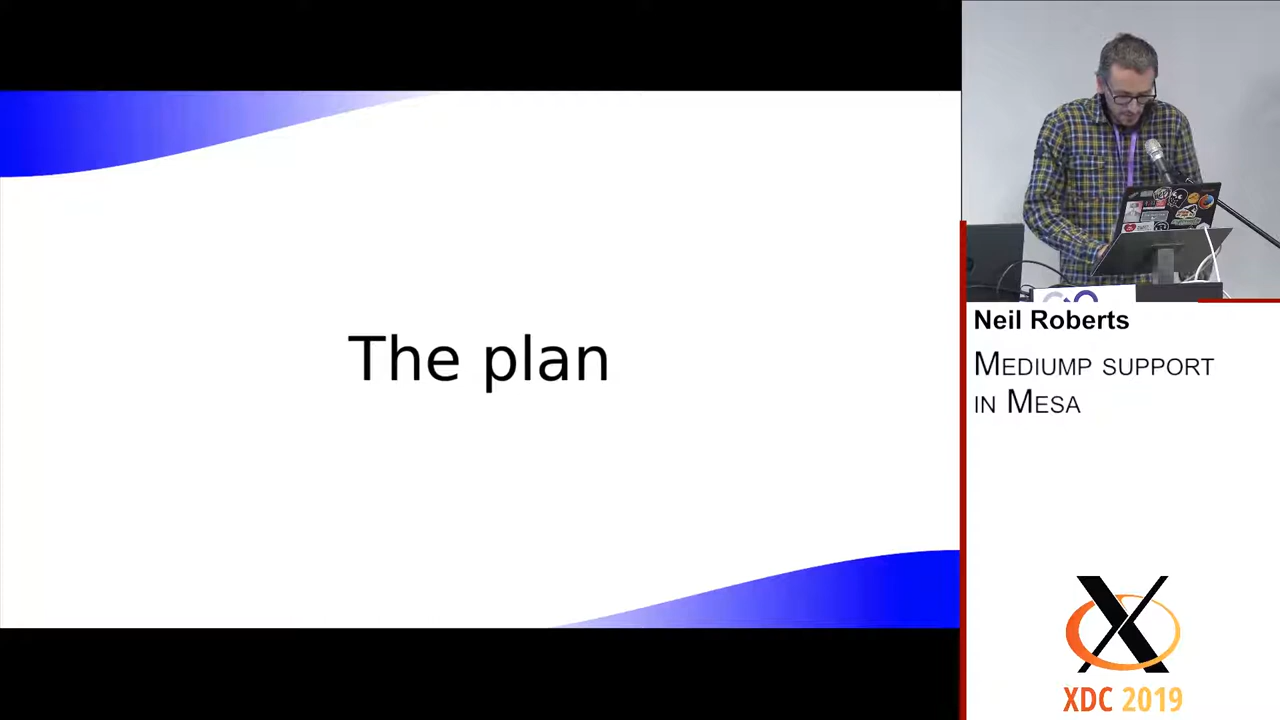 The plan
Neil Roberts
Mediump support
in Mesa
XDC 2019